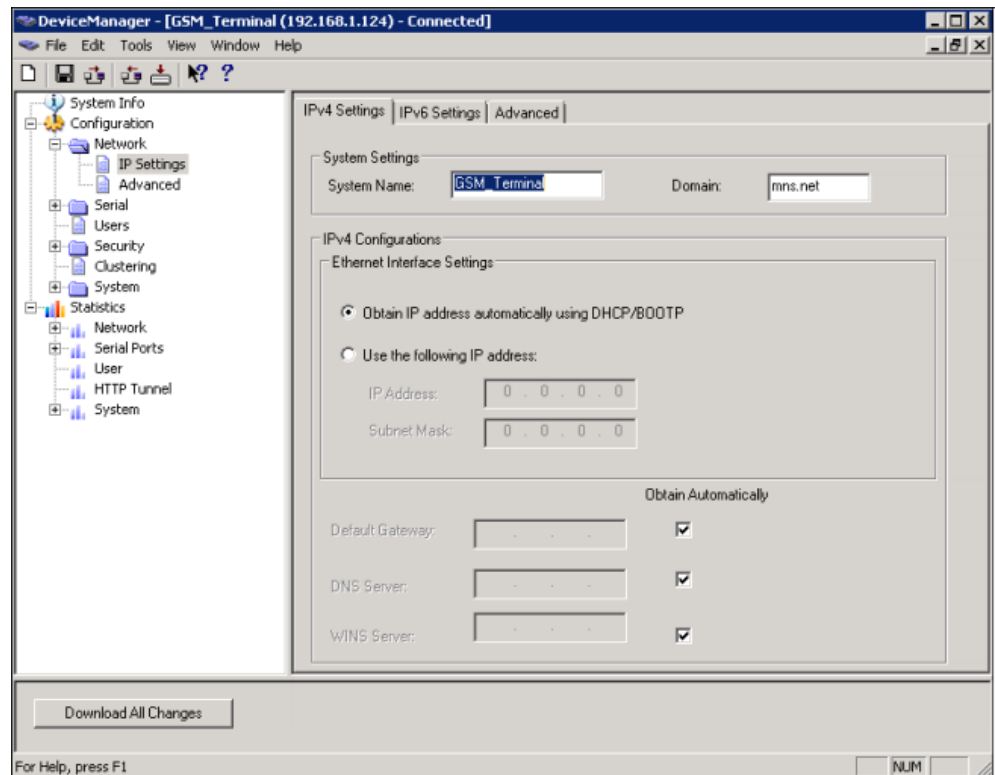 DeviceManager - [GSM_Terminal (192.168.1.124) - Connected]
File Edit Tools View Window Help
System Info
Configuration
Network
IP Settings
Advanced
Serial
Users
Security
Clustering
System
Statistics
Network
Serial Ports
User
HTTP Tunnel
System
IPv4 Settings IPv6 Settings Advanced
System Settings
System Name: GSM_Terminal Domain: mns.net
IPv4 Configurations
Ethernet Interface Settings
Obtain IP address automatically using DHCP/BOOTP
Use the following IP address:
IP Address: 0 . 0 . 0 . 0
Subnet Mask: 0 . 0 . 0 . 0
Obtain Automatically
Default Gateway: . . .
DNS Server: . . .
WINS Server: . . .
Download All Changes
For Help, press F1 NUM